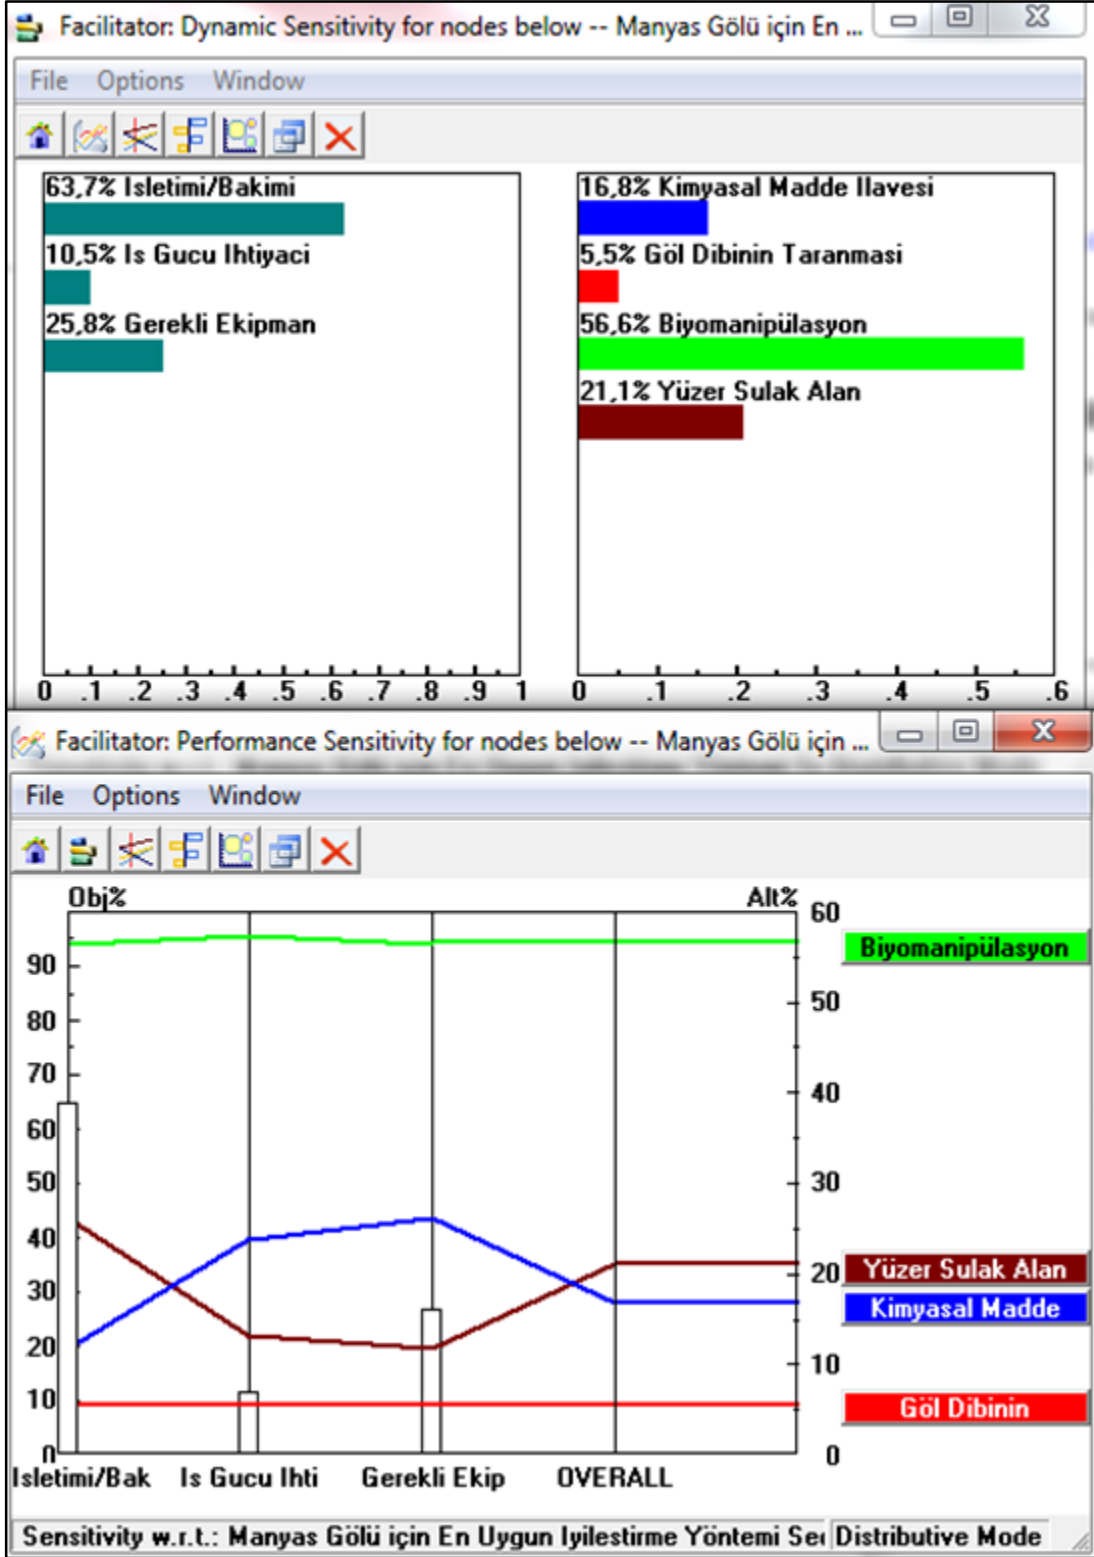 Facilitator: Dynamic Sensitivity for nodes below -- Manyas Gölü için En ...
File Options Window
63,7% Isletimi/Bakimi
10,5% Is Gucu Ihtiyaci
25,8% Gerekli Ekipman
0 .1 .2 .3 .4 .5 .6 .7 .8 .9 1
16,8% Kimyasal Madde Ilavesi
5,5% Göl Dibinin Taranmasi
56,6% Biyomanipülasyon
21,1% Yüzer Sulak Alan
0 .1 .2 .3 .4 .5 .6
Facilitator: Performance Sensitivity for nodes below -- Manyas Gölü için ...
File Options Window
Obj%
90
80
70
60
50
40
30
20
10
0
Alt%
60
50
40
30
20
10
0
Biyomanipülasyon
Yüzer Sulak Alan
Kimyasal Madde
Göl Dibinin
Isletimi/Bak Is Gucu Ihti Gerekli Ekip OVERALL
Sensitivity w.r.t.: Manyas Gölü için En Uygun Iyilestirme Yöntemi Se Distributive Mode